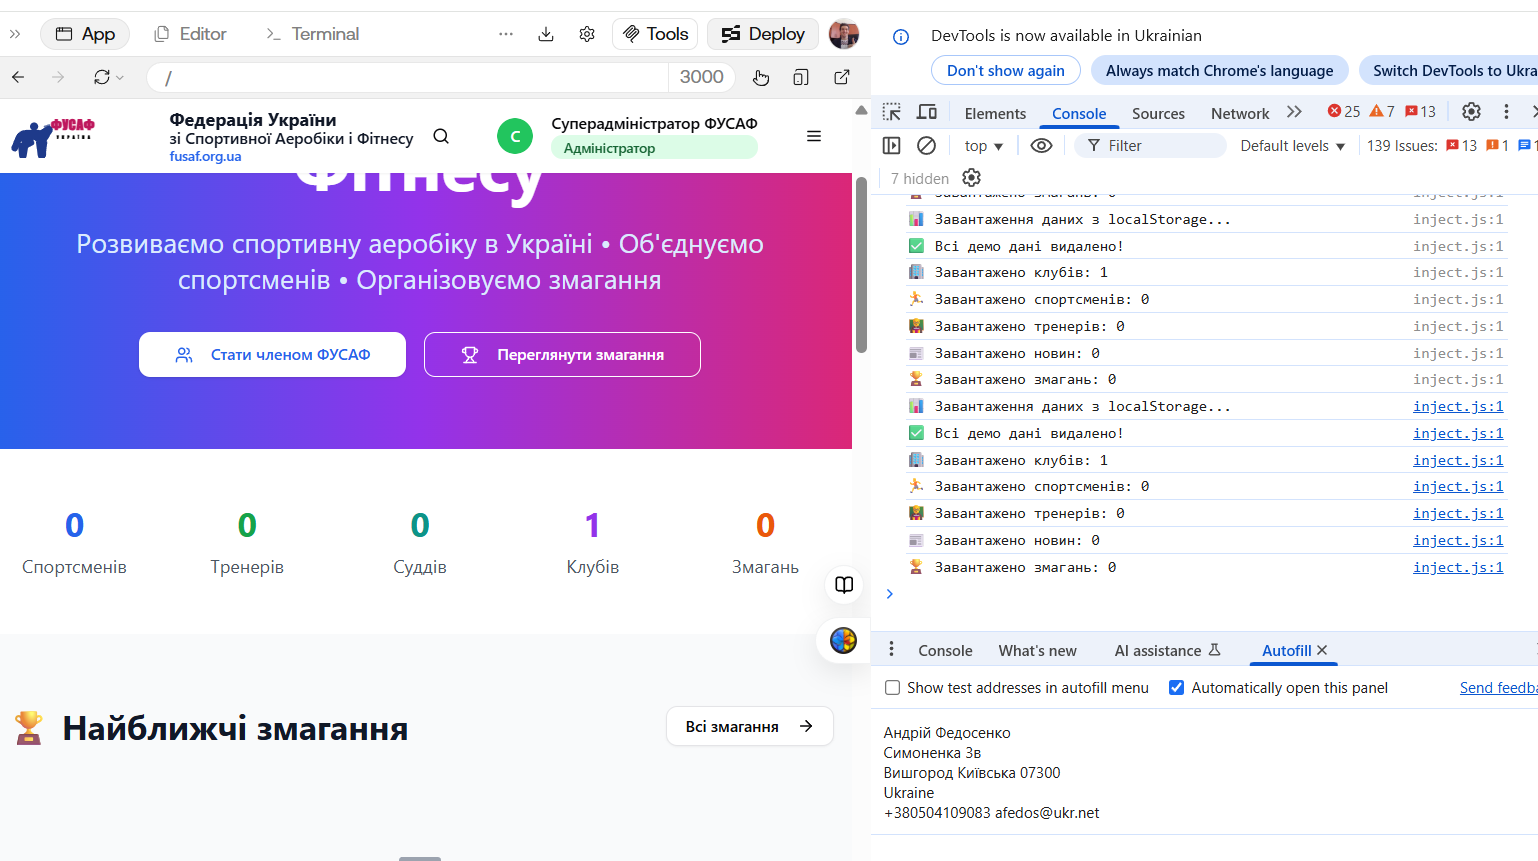 App
Editor
Terminal
Tools
Deploy
/
3000
ФУСАФ
УКРАЇНА
Федерація України
зі Спортивної Аеробіки і Фітнесу
fusaf.org.ua
C
Суперадміністратор ФУСАФ
Адміністратор
Фітнесу
Розвиваємо спортивну аеробіку в Україні • Об'єднуємо
спортсменів • Організовуємо змагання
Стати членом ФУСАФ
Переглянути змагання
0
0
0
1
0
Спортсменів
Тренерів
Суддів
Клубів
Змагань
Найближчі змагання
Всі змагання
DevTools is now available in Ukrainian
Don't show again
Always match Chrome's language
Switch DevTools to Ukra
Elements
Console
Sources
Network
25
7
13
top
Filter
Default levels
139 Issues:
13
1
1
7 hidden
Завантажено змагань: 0 inject.js:1
Завантаження даних з localStorage... inject.js:1
Всі демо дані видалено! inject.js:1
Завантажено клубів: 1 inject.js:1
Завантажено спортсменів: 0 inject.js:1
Завантажено тренерів: 0 inject.js:1
Завантажено новин: 0 inject.js:1
Завантажено змагань: 0 inject.js:1
Завантаження даних з localStorage... inject.js:1
Всі демо дані видалено! inject.js:1
Завантажено клубів: 1 inject.js:1
Завантажено спортсменів: 0 inject.js:1
Завантажено тренерів: 0 inject.js:1
Завантажено новин: 0 inject.js:1
Завантажено змагань: 0 inject.js:1
Console
What's new
AI assistance
Autofill
Show test addresses in autofill menu
Automatically open this panel
Send feedba
Андрій Федосенко
Симоненка 3в
Вишгород Київська 07300
Ukraine
+380504109083 afedos@ukr.net